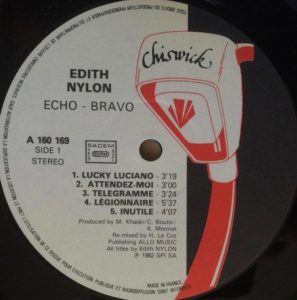 chiswick
EDITH
NYLON
ECHO - BRAVO
A 160 169
SIDE 1
STEREO
SACEM
1. LUCKY LUCIANO - 3'19
2. ATTENDEZ-MOI - 3'00
3. TELEGRAMME - 3'24
4. LÉGIONNAIRE - 5'37
5. INUTILE - 4'07
Produced by M. Khaski/C. Boutin/
K. Mormet
Re-mixed by H. Le Coz
Publishing ALLO MUSIC
All titles by Edith NYLON
℗ 1982 SPI SA
MADE IN FRANCE